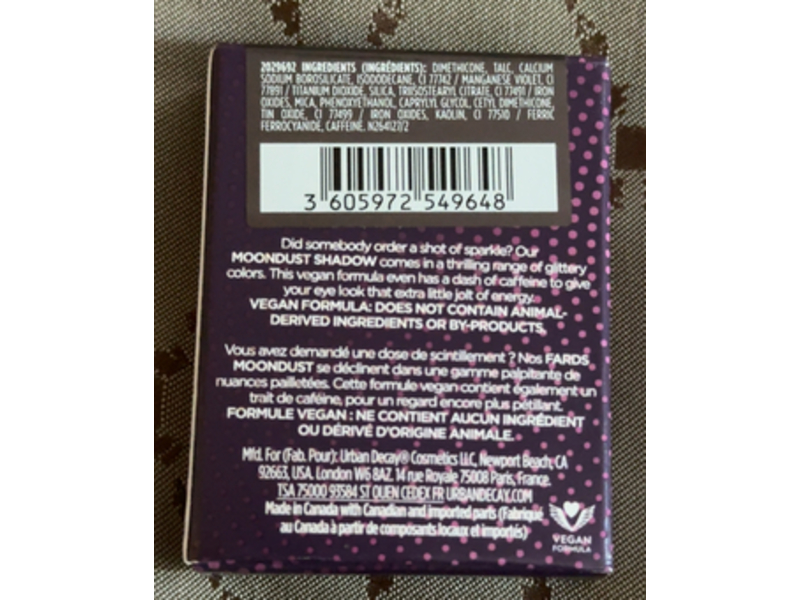 2029692 INGREDIENTS (INGRÉDIENTS): DIMETHICONE, TALC, CALCIUM
SODIUM BOROSILICATE, ISODODECANE, CI 77742 / MANGANESE VIOLET, CI
77891 / TITANIUM DIOXIDE, SILICA, TRIISOSTEARYL CITRATE, CI 77491 / IRON
OXIDES, MICA, PHENOXYETHANOL, CAPRYLYL GLYCOL, CETYL DIMETHICONE,
TIN OXIDE, CI 77499 / IRON OXIDES, KAOLIN, CI 77510 / FERRIC
FERROCYANIDE, CAFFEINE. N264127/2
3 605972 549648
Did somebody order a shot of sparkle? Our
MOONDUST SHADOW comes in a thrilling range of glittery
colors. This vegan formula even has a dash of caffeine to give
your eye look that extra little jolt of energy.
VEGAN FORMULA: DOES NOT CONTAIN ANIMAL-
DERIVED INGREDIENTS OR BY-PRODUCTS.
Vous avez demandé une dose de scintillement ? Nos FARDS
MOONDUST se déclinent dans une gamme palpitante de
nuances pailletées. Cette formule vegan contient également un
trait de caféine, pour un regard encore plus pétillant.
FORMULE VEGAN : NE CONTIENT AUCUN INGRÉDIENT
OU DÉRIVÉ D'ORIGINE ANIMALE.
Mfd. For (Fab. Pour): Urban Decay® Cosmetics LLC, Newport Beach, CA
92663, USA. London W6 8AZ. 14 rue Royale 75008 Paris, France.
TSA 75000 93584 ST OUEN CEDEX FR URBANDECAY.COM
Made in Canada with Canadian and imported parts (Fabriqué
au Canada à partir de composants locaux et importés)
VEGAN
FORMULA